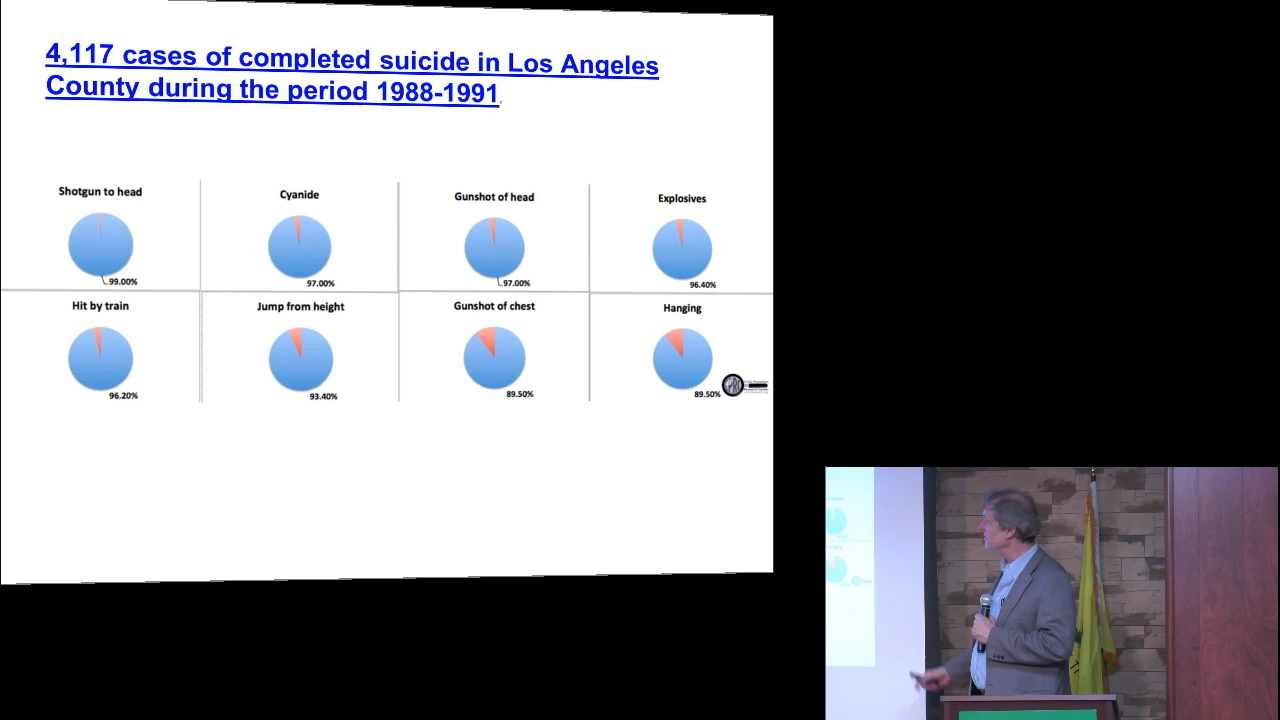 4,117 cases of completed suicide in Los Angeles
County during the period 1988-1991.
Shotgun to head
99.00%
Cyanide
97.00%
Gunshot of head
97.00%
Explosives
96.40%
Hit by train
96.20%
Jump from height
93.40%
Gunshot of chest
89.50%
Hanging
89.50%